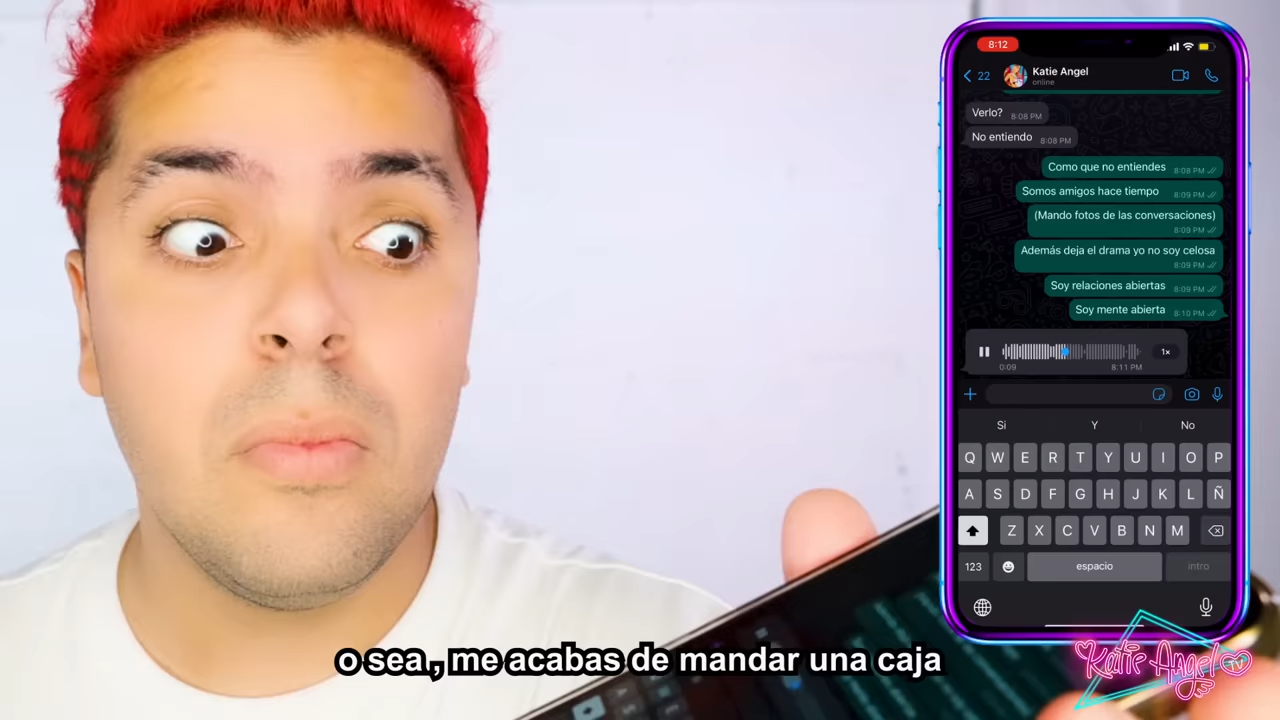 8:12
22
Katie Angel
online
Verlo? 8:08 PM
No entiendo 8:08 PM
Como que no entiendes 8:08 PM
Somos amigos hace tiempo 8:09 PM
(Mando fotos de las conversaciones)
8:09 PM
Además deja el drama yo no soy celosa
8:09 PM
Soy relaciones abiertas 8:09 PM
Soy mente abierta 8:10 PM
1x
0:09 8:11 PM
Si Y No
Q W E R T Y U I O P
A S D F G H J K L Ñ
Z X C V B N M
123 espacio intro
o sea , me acabas de mandar una caja
Katie Angel TV